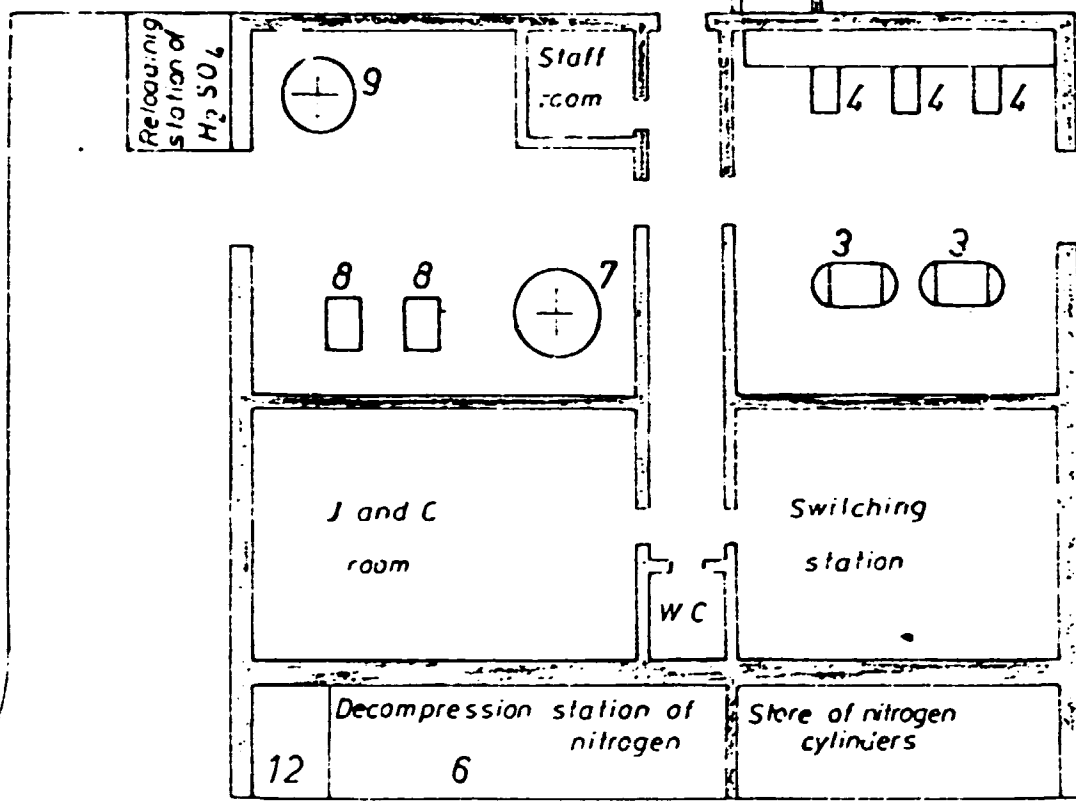 Reloading
station of
H₂SO₄
9
Staff
room
4 4 4
8 8 7
3 3
J and C
room
Switching
station
WC
Decompression station of
nitrogen
12 6
Store of nitrogen
cylinders